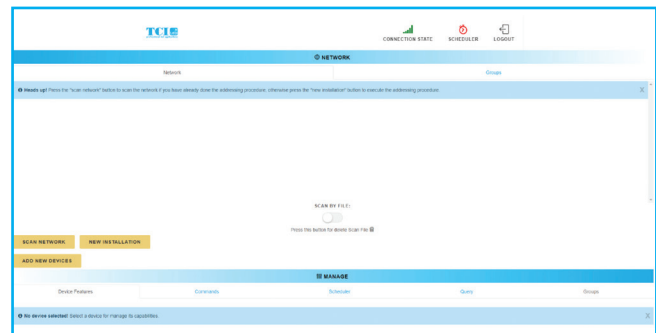 TCI
CONNECTION STATE
SCHEDULER
LOGOUT
NETWORK
Network
Groups
Heads up! Press the "scan network" button to scan the network if you have already done the addressing procedure, otherwise press the "new installation" button to execute the addressing procedure.
X
SCAN BY FILE:
Press this button for delete Scan File
SCAN NETWORK
NEW INSTALLATION
ADD NEW DEVICES
MANAGE
Device Features
Commands
Scheduler
Query
Groups
No device selected! Select a device for manage its capabilities.
X